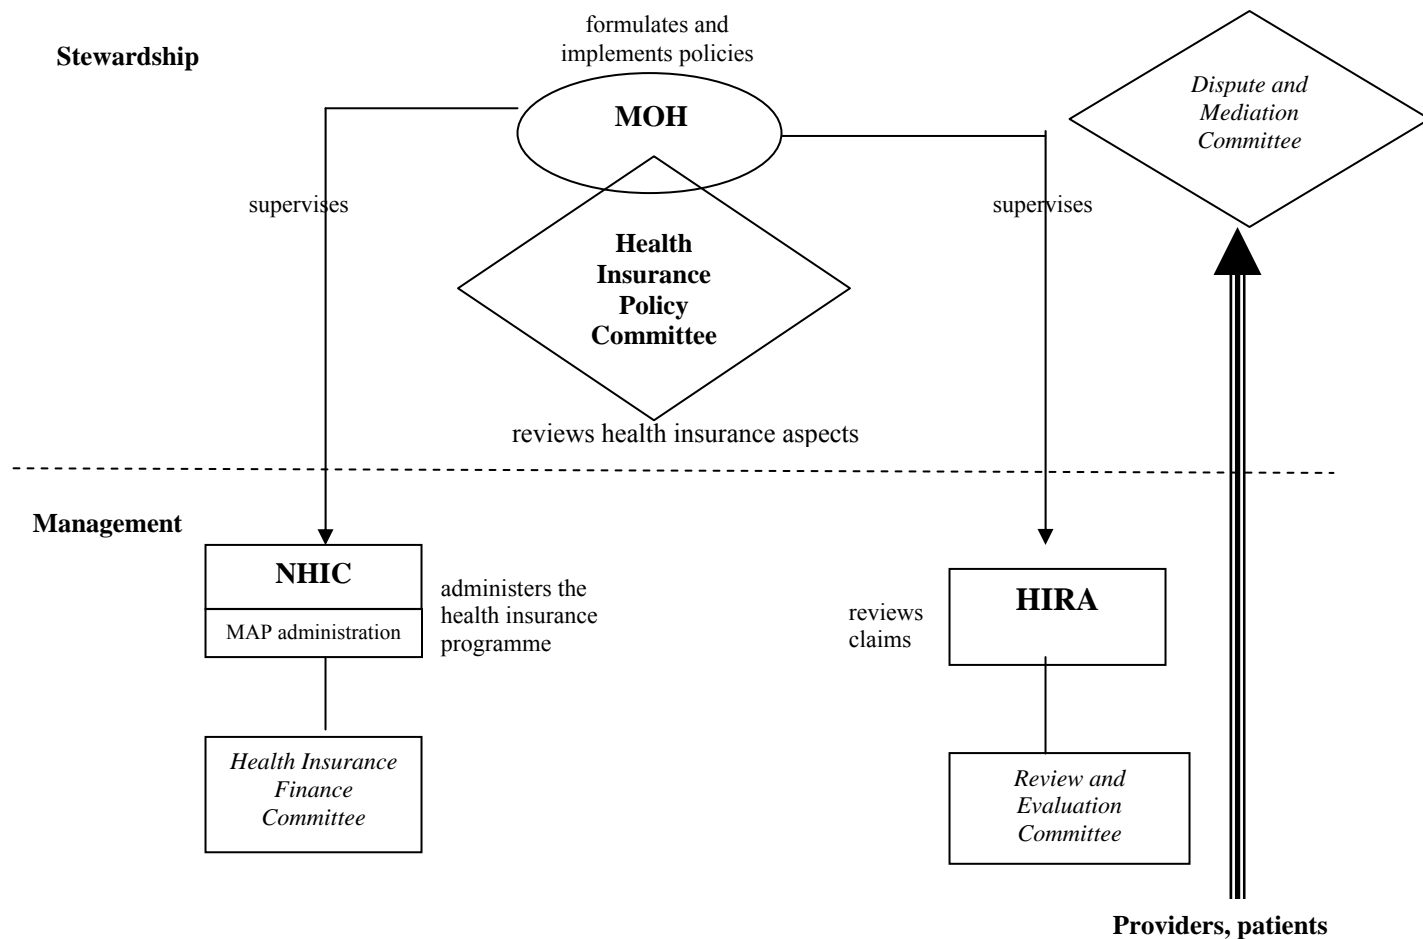 formulates and
implements policies
Stewardship
MOH
Dispute and
Mediation
Committee
supervises
supervises
Health
Insurance
Policy
Committee
reviews health insurance aspects
Management
NHIC
MAP administration
administers the
health insurance
programme
reviews
claims
HIRA
Health Insurance
Finance
Committee
Review and
Evaluation
Committee
Providers, patients